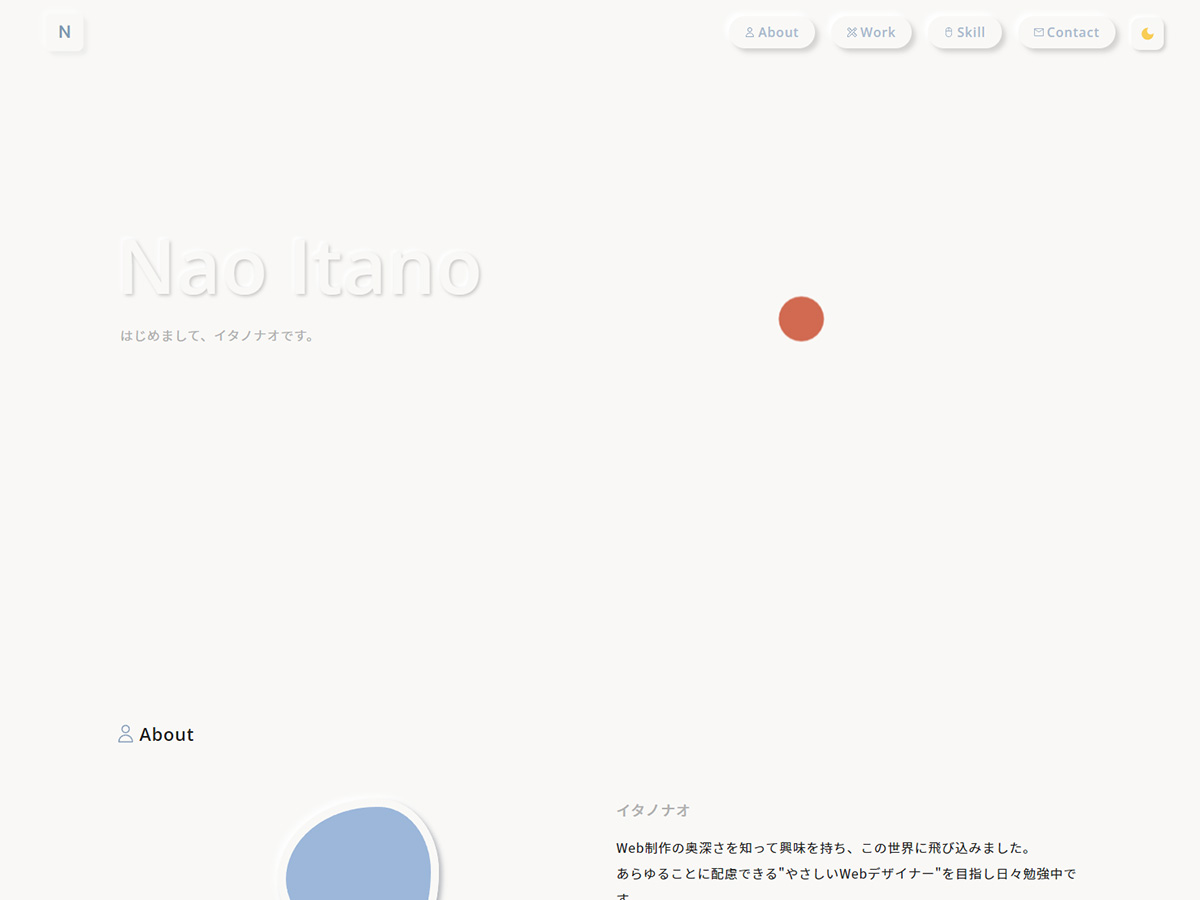 N
About
Work
Skill
Contact
Nao Itano
はじめまして、イタノナオです。
About
イタノナオ
Web制作の奥深さを知って興味を持ち、この世界に飛び込みました。
あらゆることに配慮できる"やさしいWebデザイナー"を目指し日々勉強中で
す。